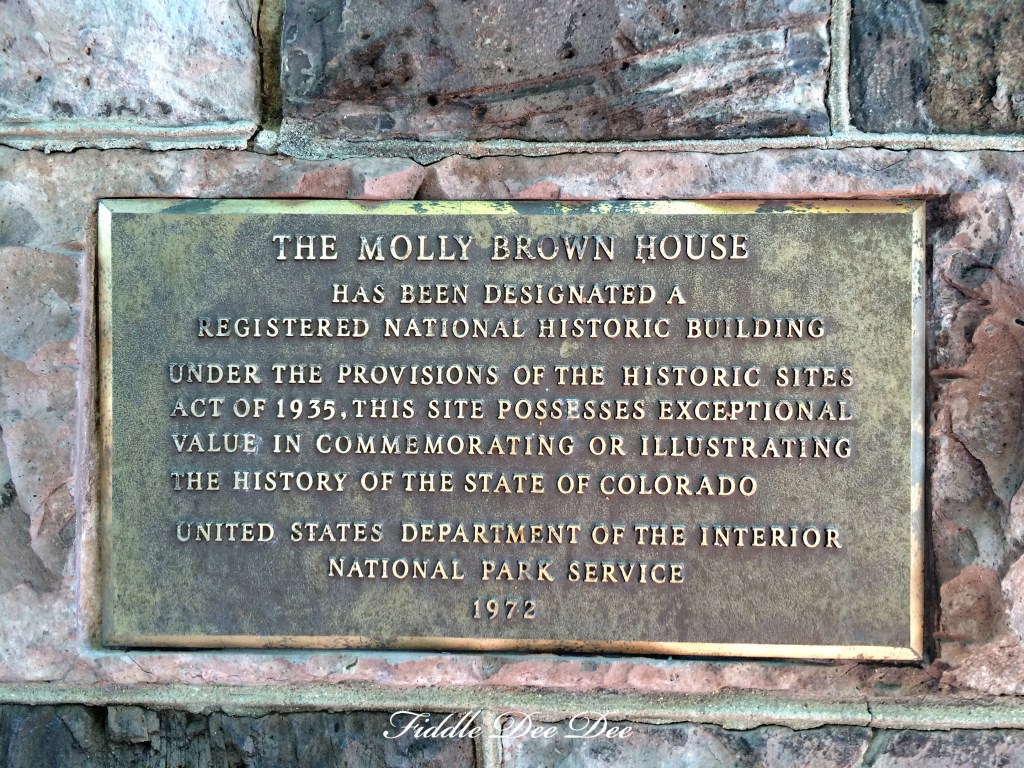 THE MOLLY BROWN HOUSE
HAS BEEN DESIGNATED A
REGISTERED NATIONAL HISTORIC BUILDING
UNDER THE PROVISIONS OF THE HISTORIC SITES
ACT OF 1935, THIS SITE POSSESSES EXCEPTIONAL
VALUE IN COMMEMORATING OR ILLUSTRATING
THE HISTORY OF THE STATE OF COLORADO
UNITED STATES DEPARTMENT OF THE INTERIOR
NATIONAL PARK SERVICE
1972
Fiddle Dee Dee